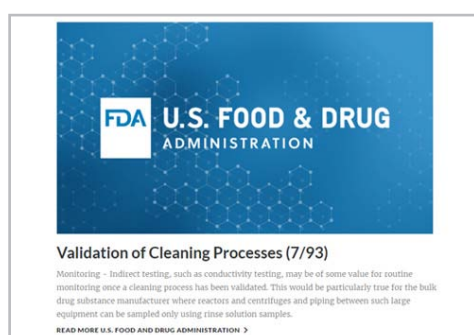 FDA
U.S. FOOD & DRUG
ADMINISTRATION
Validation of Cleaning Processes (7/93)
Monitoring – Indirect testing, such as conductivity testing, may be of some value for routine
monitoring once a cleaning process has been validated. This would be particularly true for the bulk
drug substance manufacturer where reactors and centrifuges and piping between such large
equipment can be sampled only using rinse solution samples.
READ MORE U.S. FOOD AND DRUG ADMINISTRATION >